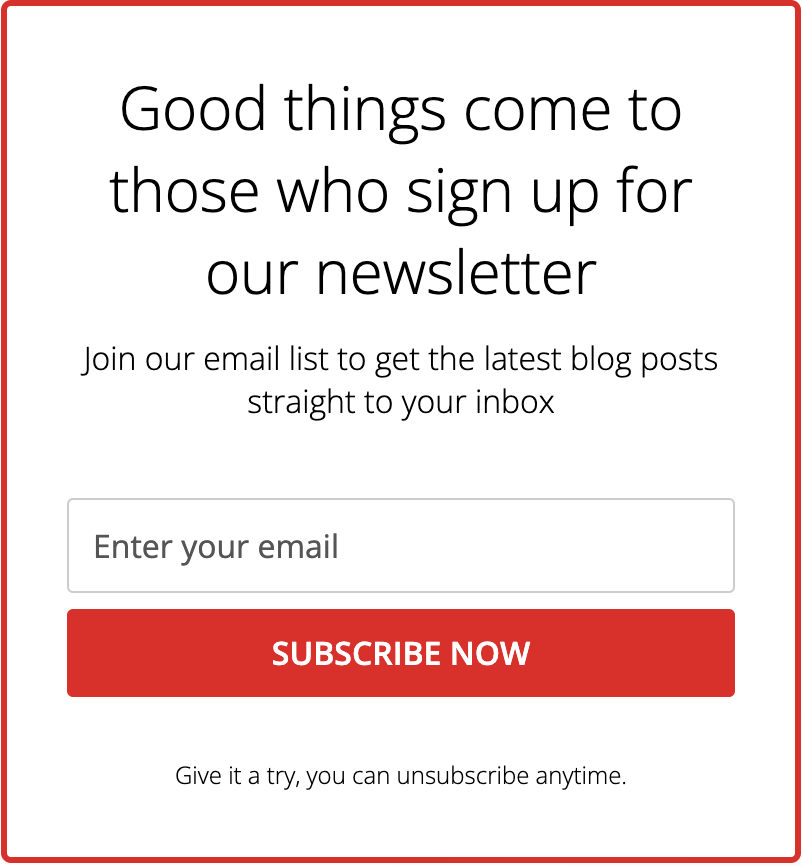 Good things come to
those who sign up for
our newsletter
Join our email list to get the latest blog posts
straight to your inbox
Enter your email
SUBSCRIBE NOW
Give it a try, you can unsubscribe anytime.